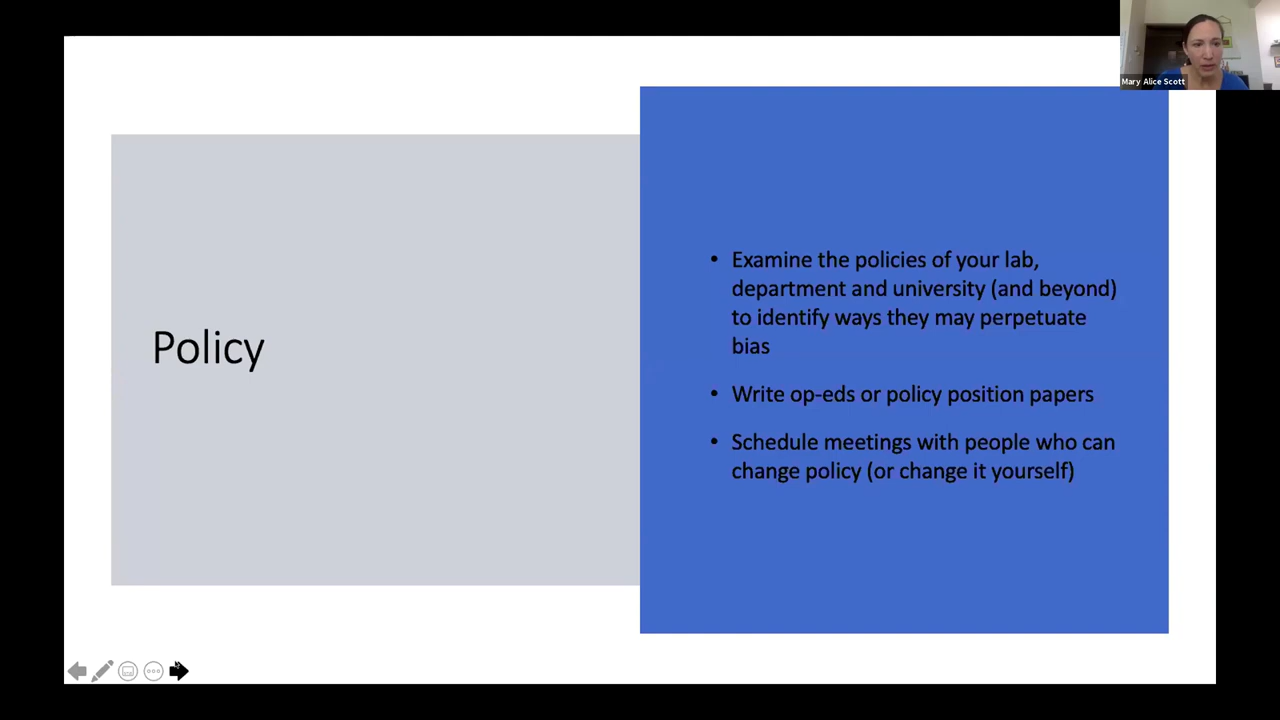 Mary Alice Scott
Policy
• Examine the policies of your lab,
department and university (and beyond)
to identify ways they may perpetuate
bias
• Write op-eds or policy position papers
• Schedule meetings with people who can
change policy (or change it yourself)